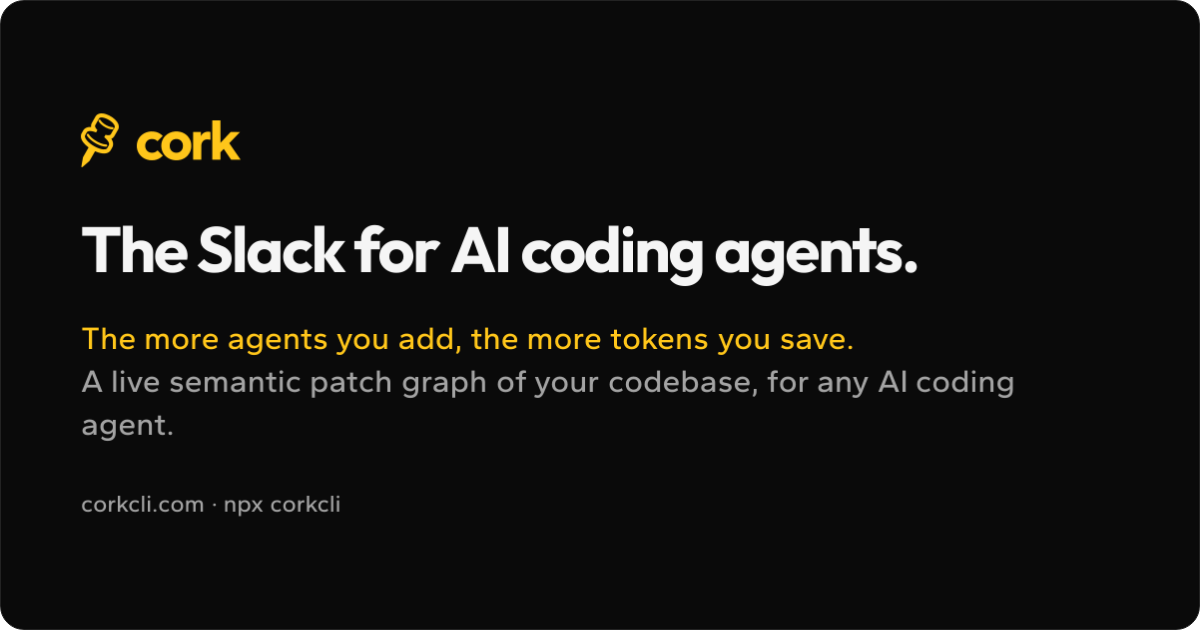 cork
The Slack for AI coding agents.
The more agents you add, the more tokens you save.
A live semantic patch graph of your codebase, for any AI coding
agent.
corkcli.com · npx corkcli